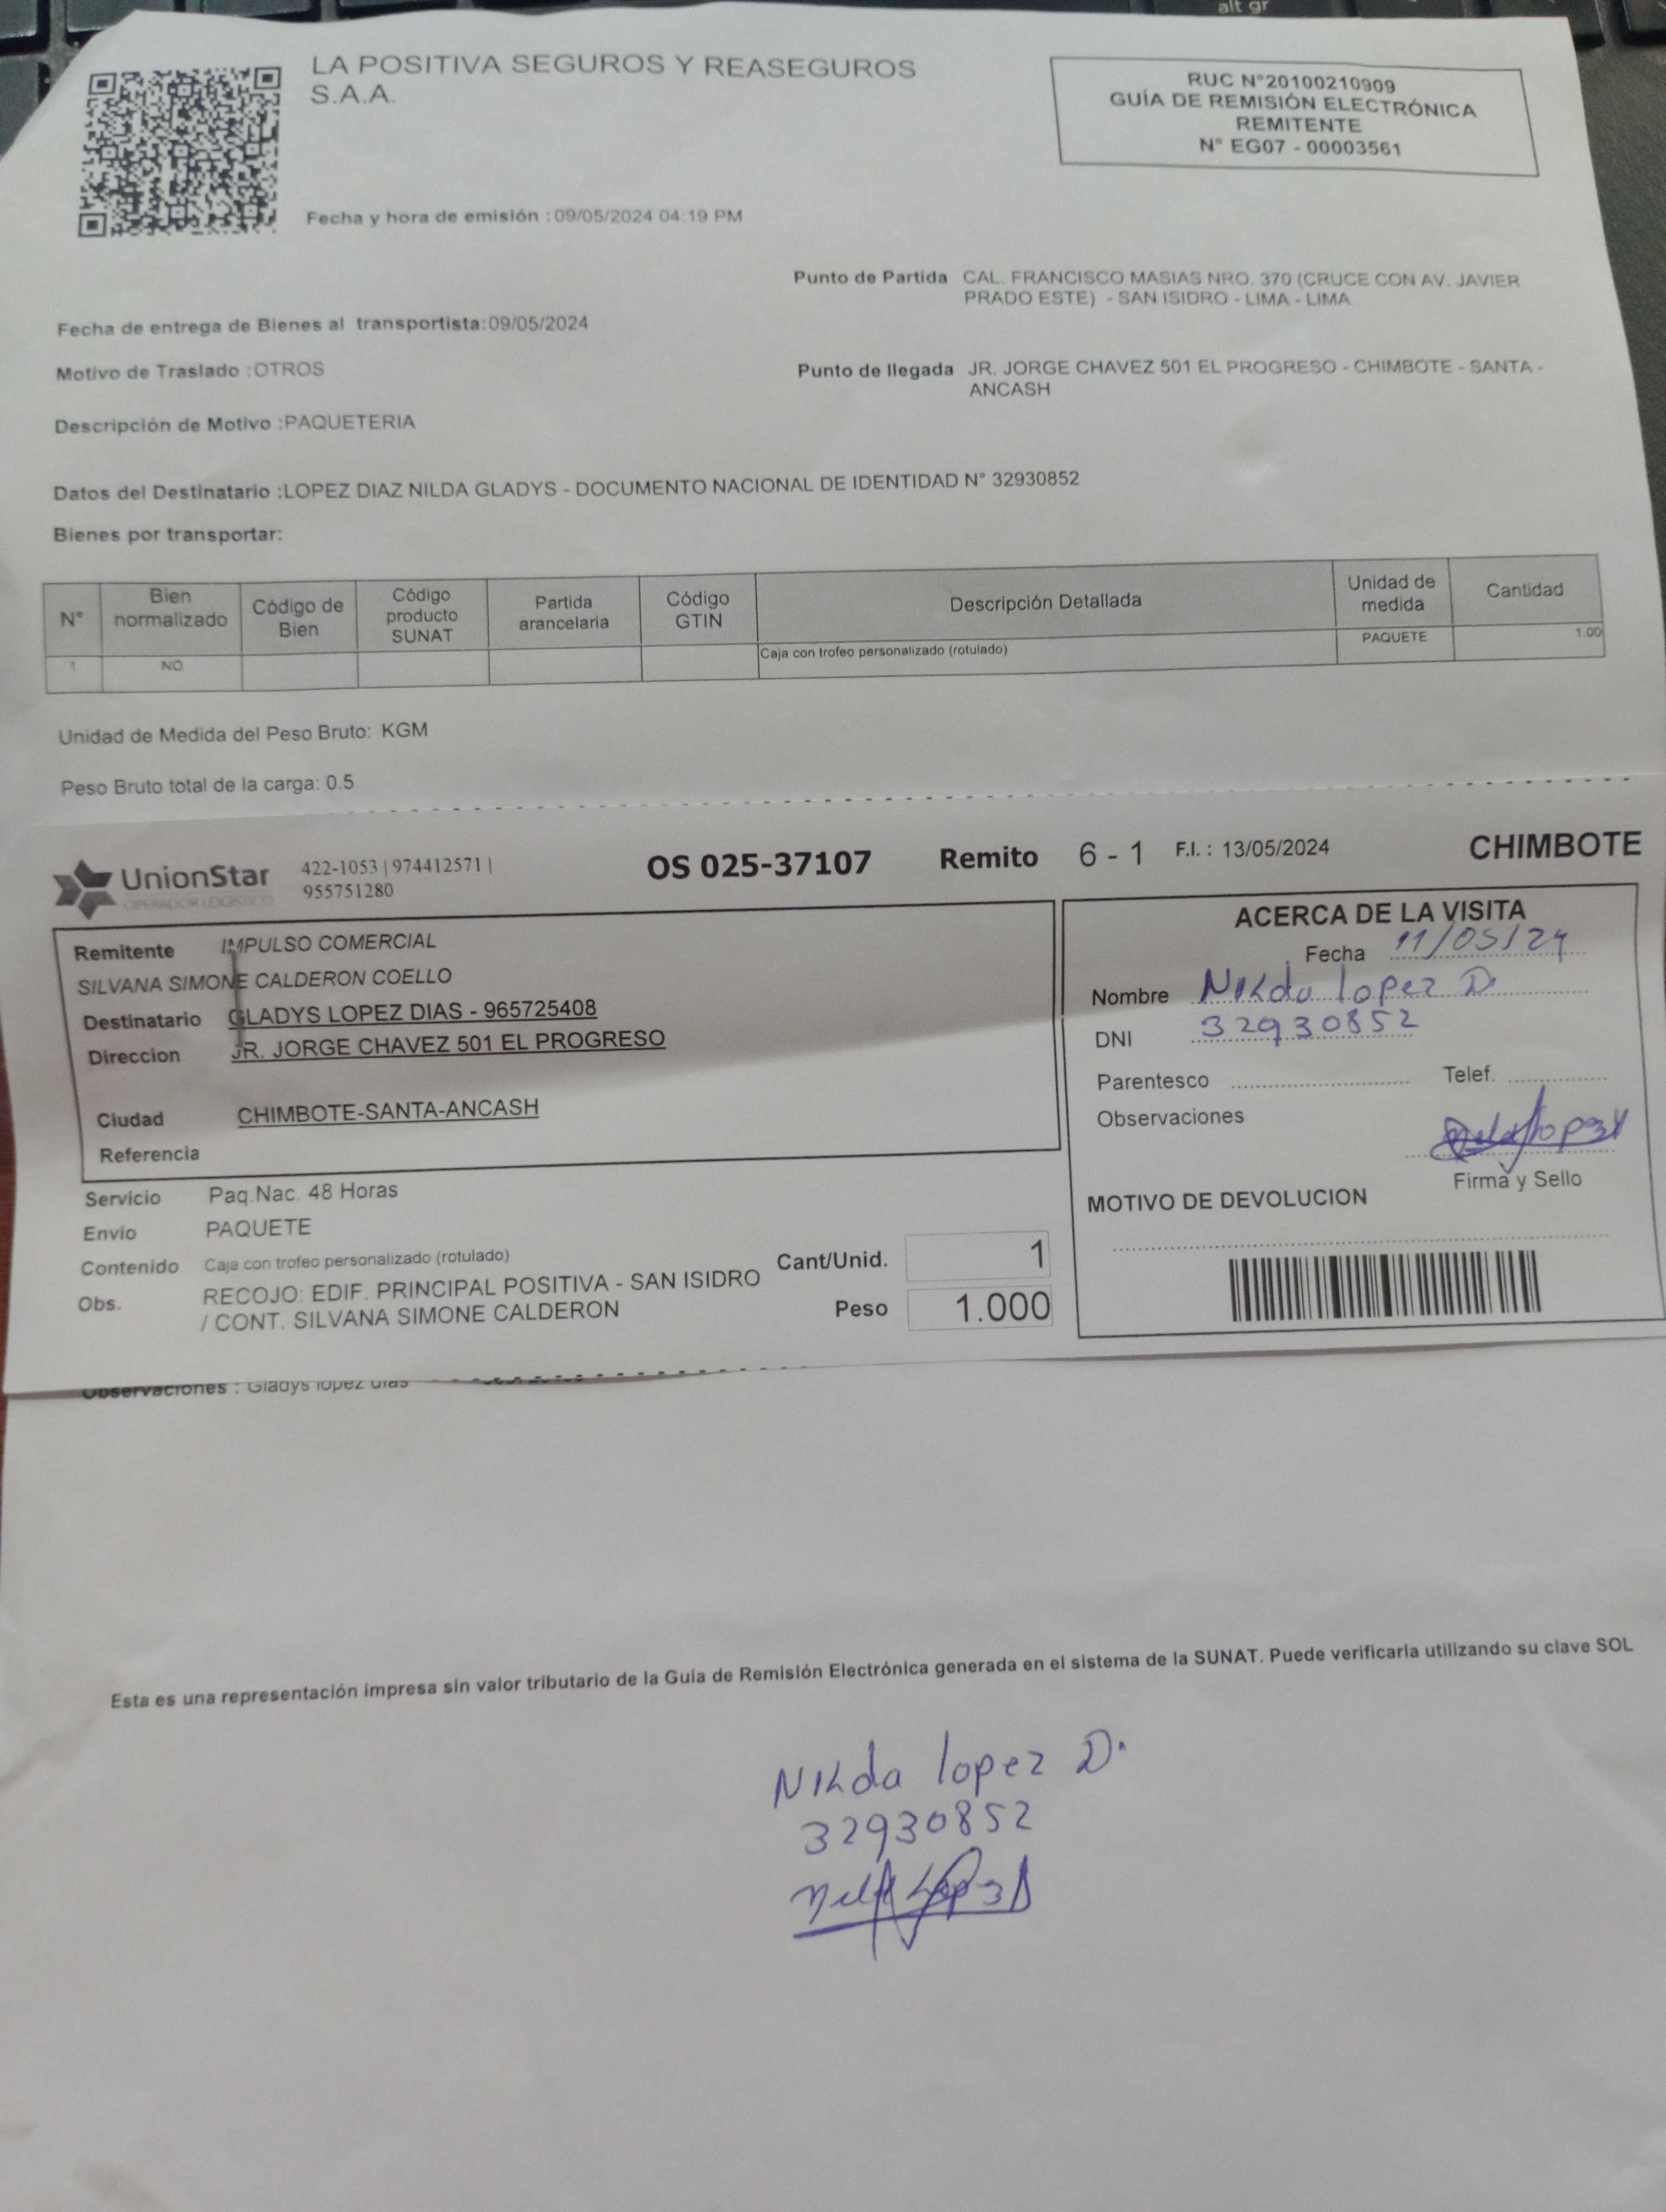 alt gr
LA POSITIVA SEGUROS Y REASEGUROS
S.A.A.
RUC N°20100210909
GUÍA DE REMISIÓN ELECTRÓNICA
REMITENTE
N° EG07 - 00003561
Fecha y hora de emisión :09/05/2024 04:19 PM
Punto de Partida CAL. FRANCISCO MASIAS NRO. 370 (CRUCE CON AV. JAVIER
PRADO ESTE) - SAN ISIDRO - LIMA - LIMA
Fecha de entrega de Bienes al transportista:09/05/2024
Motivo de Traslado :OTROS
Punto de llegada JR. JORGE CHAVEZ 501 EL PROGRESO - CHIMBOTE - SANTA -
ANCASH
Descripción de Motivo :PAQUETERIA
Datos del Destinatario :LOPEZ DIAZ NILDA GLADYS - DOCUMENTO NACIONAL DE IDENTIDAD N° 32930852
Bienes por transportar:
N° Bien normalizado Código de Bien Código producto SUNAT Partida arancelaria Código GTIN Descripción Detallada Unidad de medida Cantidad
1 NO Caja con trofeo personalizado (rotulado) PAQUETE 1.00
Unidad de Medida del Peso Bruto: KGM
Peso Bruto total de la carga: 0.5
UnionStar 422-1053 | 974412571 |
OPERADOR LOGISTICO 955751280
OS 025-37107 Remito 6 - 1 F.I. : 13/05/2024 CHIMBOTE
Remitente IMPULSO COMERCIAL
SILVANA SIMONE CALDERON COELLO
Destinatario GLADYS LOPEZ DIAS - 965725408
Direccion JR. JORGE CHAVEZ 501 EL PROGRESO
Ciudad CHIMBOTE-SANTA-ANCASH
Referencia
Servicio Paq.Nac. 48 Horas
Envío PAQUETE
Contenido Caja con trofeo personalizado (rotulado)
Obs. RECOJO: EDIF. PRINCIPAL POSITIVA - SAN ISIDRO
/ CONT. SILVANA SIMONE CALDERON
Cant/Unid. 1
Peso 1.000
ACERCA DE LA VISITA
Fecha 11/05/24
Nombre Nilda lopez D.
DNI 32930852
Parentesco Telef.
Observaciones
Firma y Sello
MOTIVO DE DEVOLUCION
Observaciones : Gladys lopez dias
Esta es una representación impresa sin valor tributario de la Guía de Remisión Electrónica generada en el sistema de la SUNAT. Puede verificarla utilizando su clave SOL
Nilda lopez D.
32930852